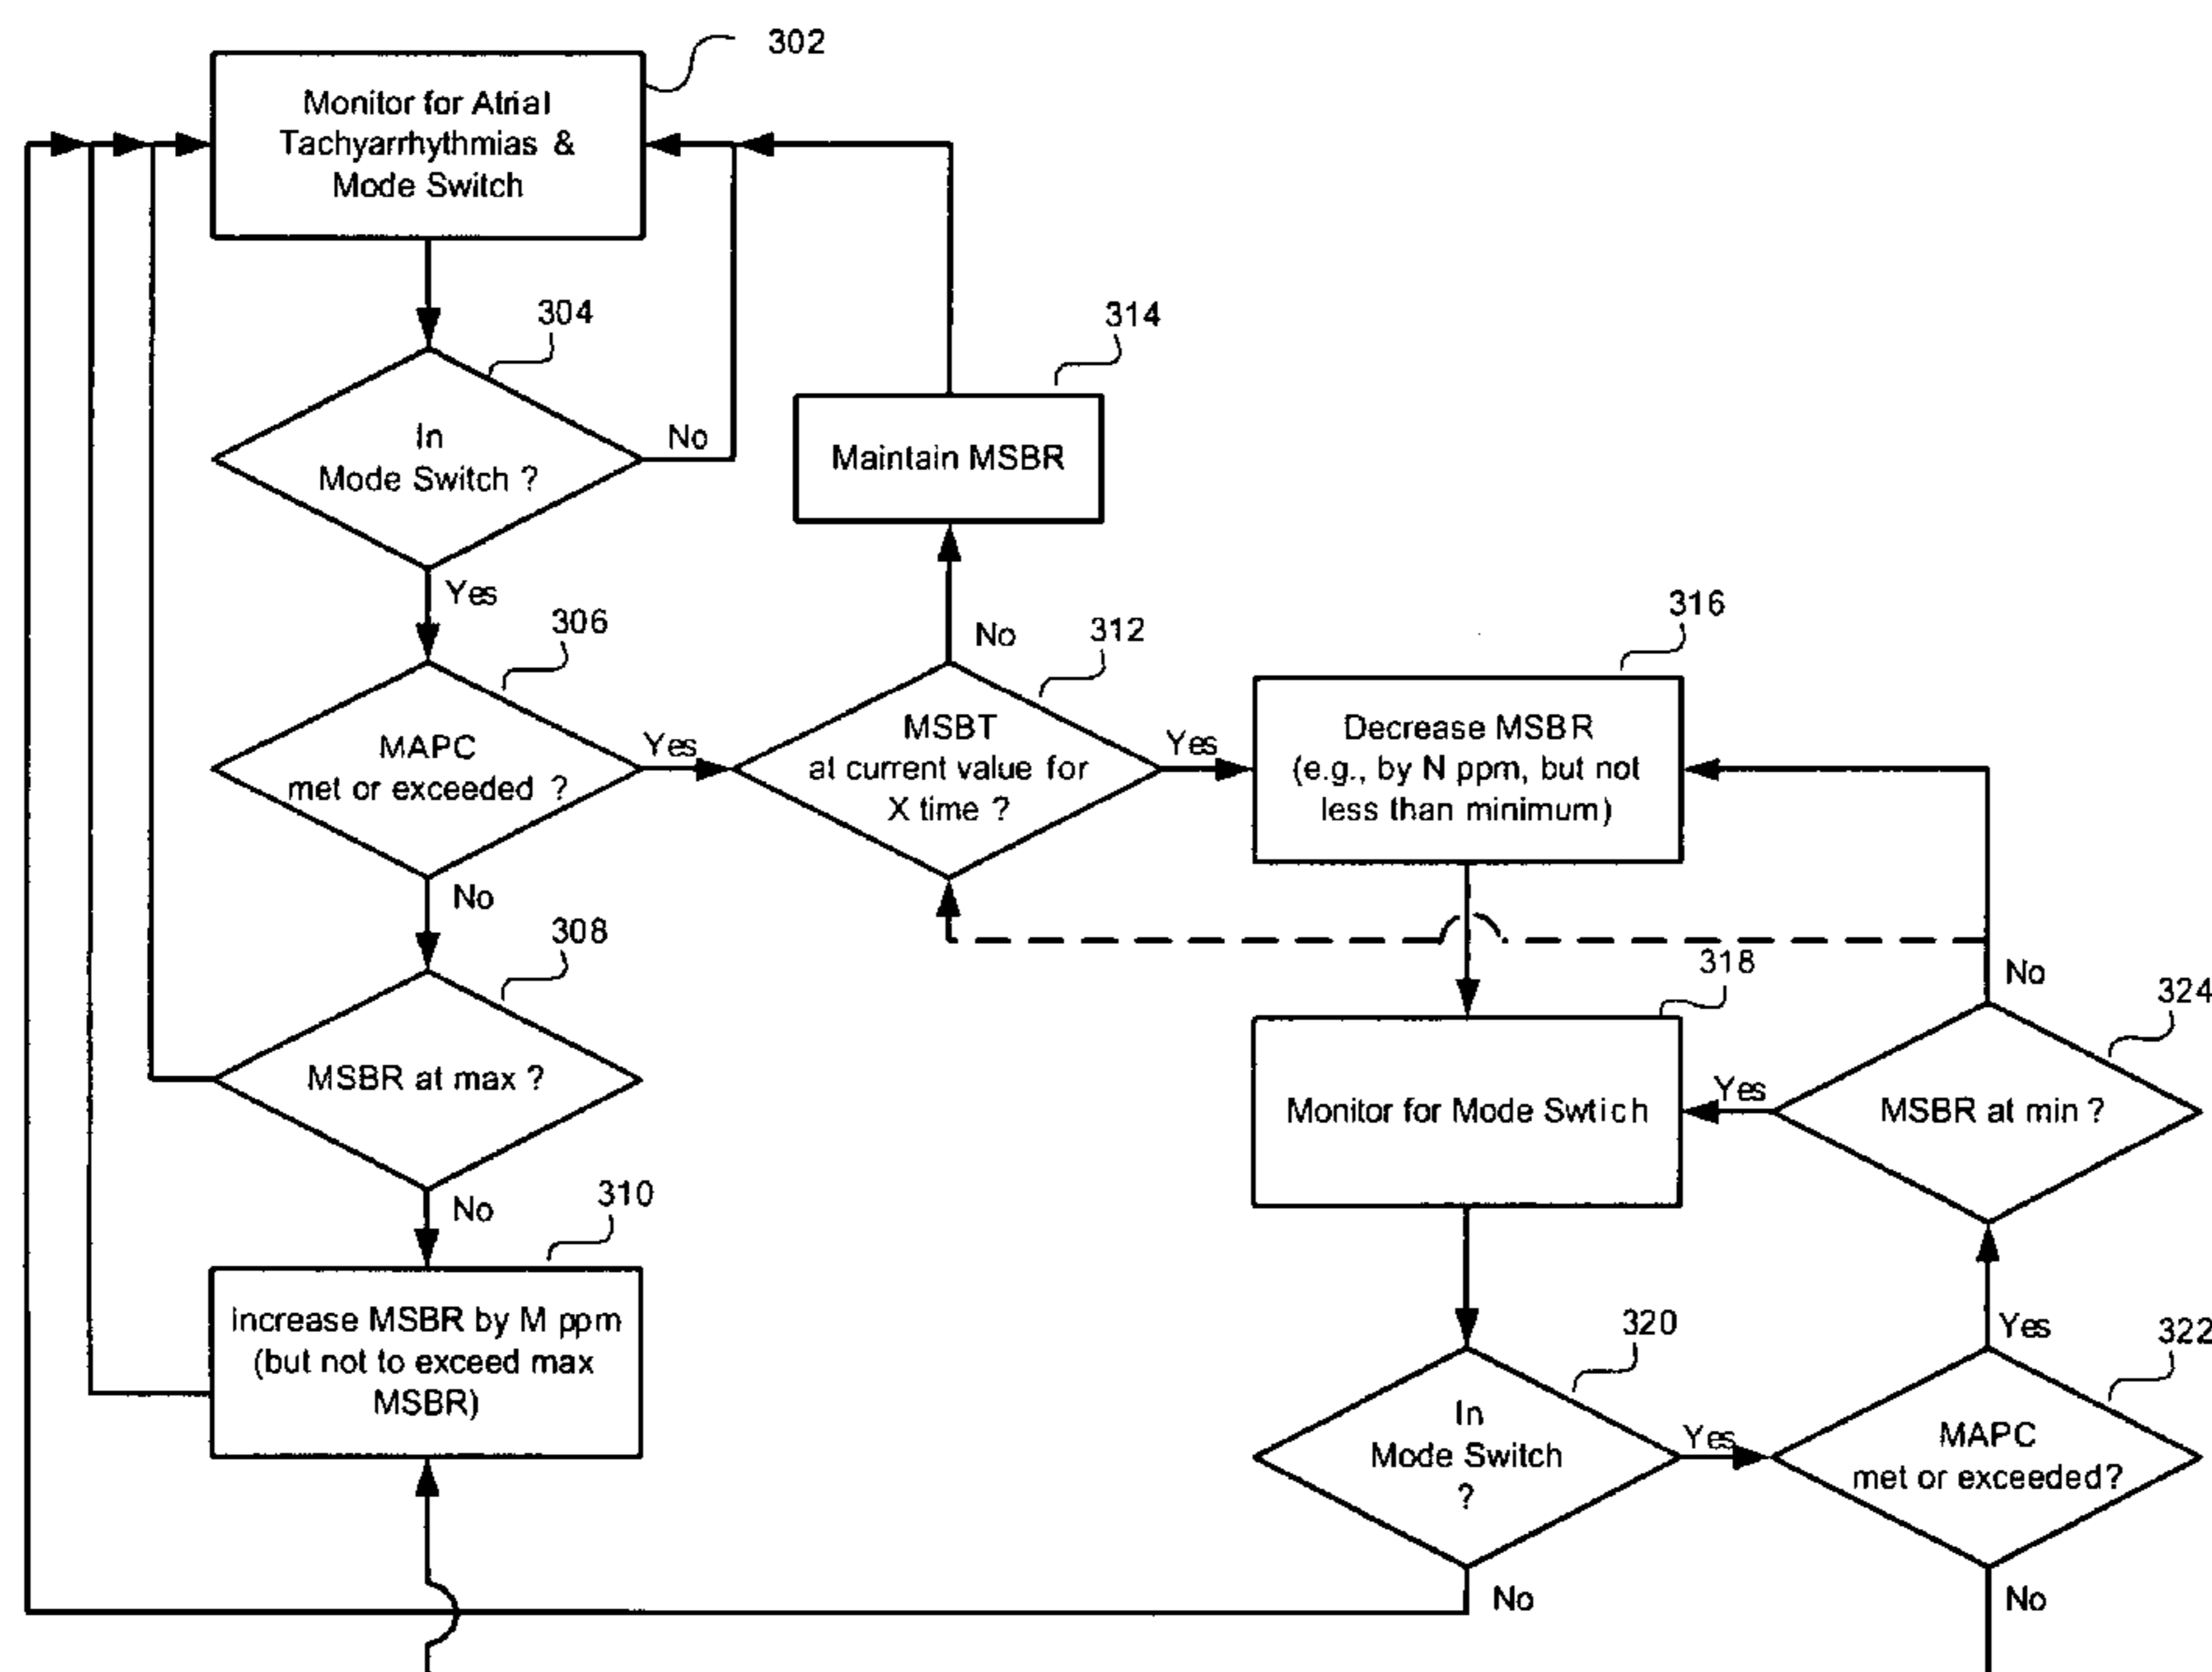 302
Monitor for Atrial
Tachyarrhythmias &
Mode Switch
304
In
Mode Switch ?
No
Yes
314
Maintain MSBR
306
MAPC
met or exceeded ?
Yes
No
No
312
MSBT
at current value for
X time ?
Yes
316
Decrease MSBR
(e.g., by N ppm, but not
less than minimum)
308
MSBR at max ?
No
310
Increase MSBR by M ppm
(but not to exceed max
MSBR)
318
Monitor for Mode Swtich
No
324
MSBR at min ?
Yes
320
In
Mode Switch
?
Yes
No
Yes
322
MAPC
met or exceeded?
No